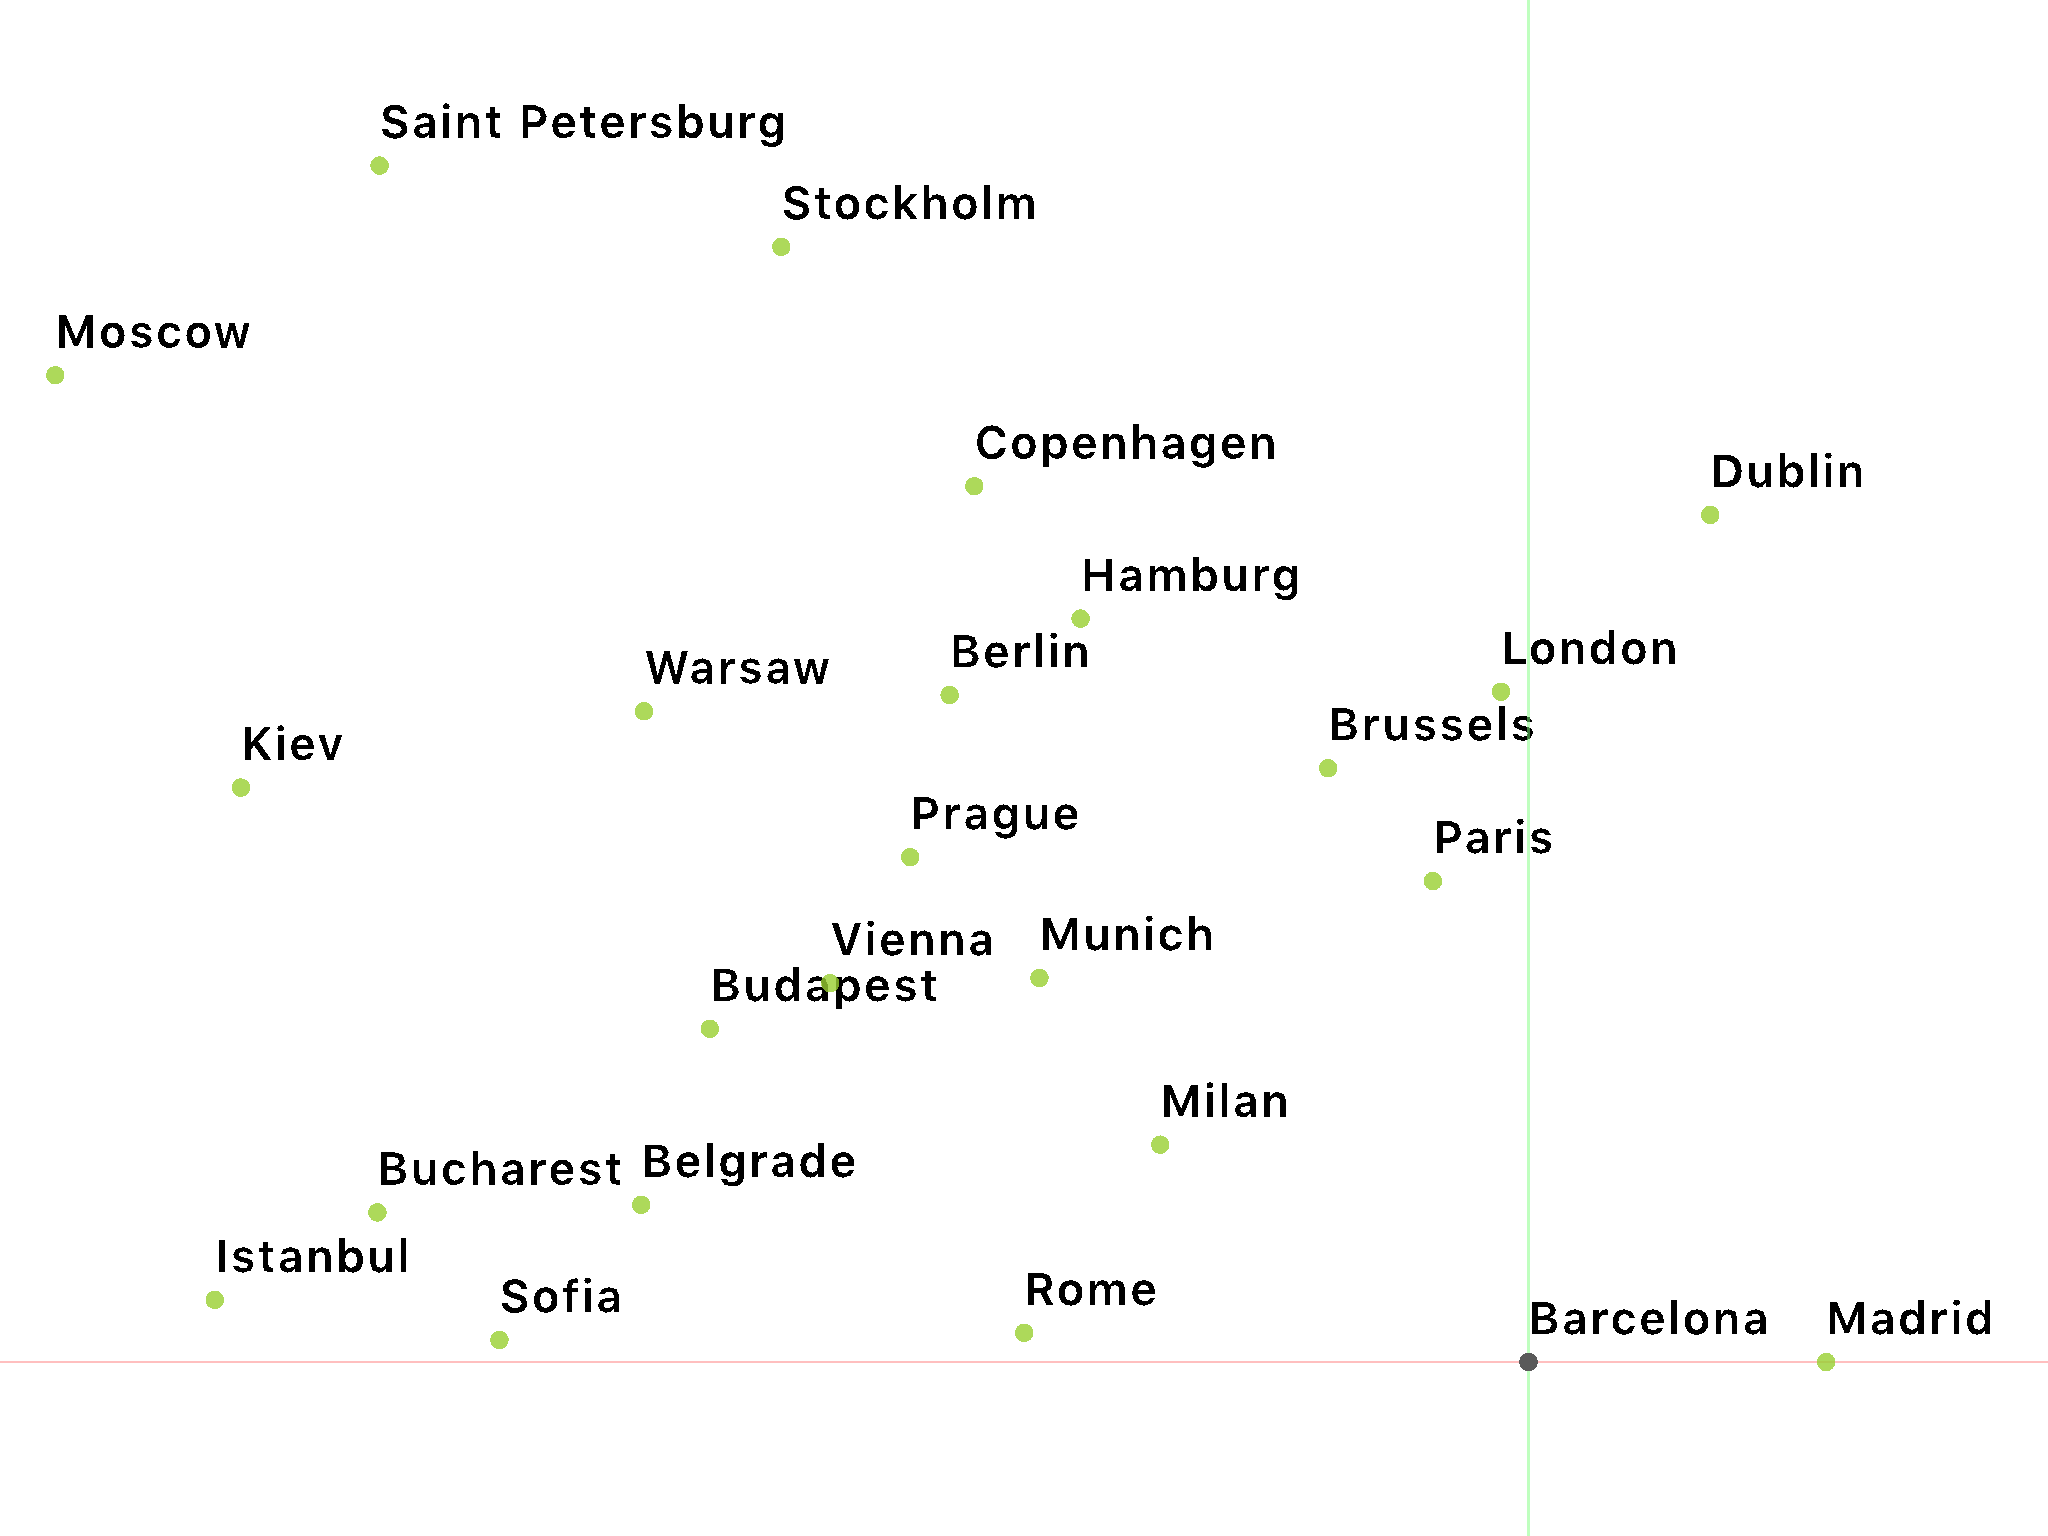 Saint Petersburg
Stockholm
Moscow
Copenhagen
Dublin
Hamburg
London
Berlin
Warsaw
Brussels
Kiev
Prague
Paris
Munich
Vienna
Budapest
Milan
Belgrade
Bucharest
Istanbul
Rome
Sofia
Barcelona
Madrid